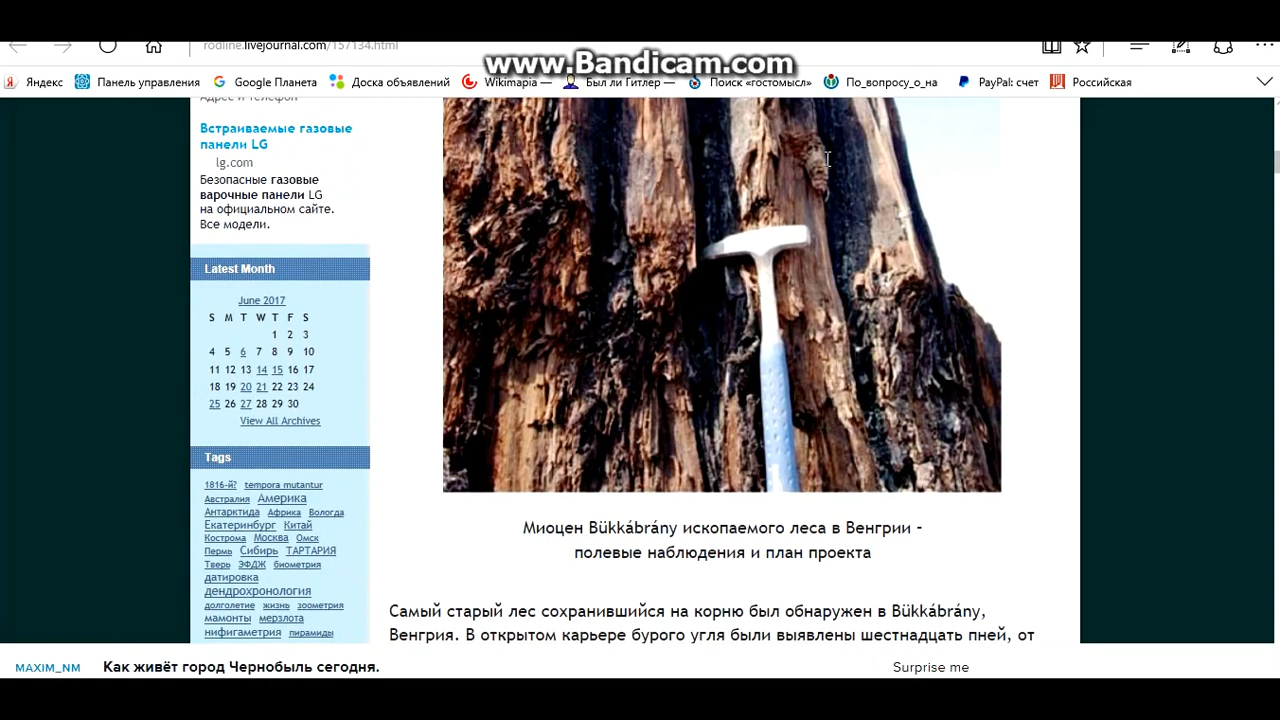 rodline.livejournal.com/157134.html
www.Bandicam.com
Яндекс Панель управления Google Планета Доска объявлений Wikimapia Был ли Гитлер — Поиск «гостомысл» По_вопросу_о_на PayPal: счет Российская
Адрес и телефон
Встраиваемые газовые
панели LG
lg.com
Безопасные газовые
варочные панели LG
на официальном сайте.
Все модели.
Latest Month
June 2017
S M T W T F S
1 2 3
4 5 6 7 8 9 10
11 12 13 14 15 16 17
18 19 20 21 22 23 24
25 26 27 28 29 30
View All Archives
Tags
1816-й? tempora mutantur
Австралия Америка
Антарктида Африка Вологда
Екатеринбург Китай
Кострома Москва Омск
Пермь Сибирь ТАРТАРИЯ
Тверь ЭФДЖ биометрия
датировка
дендрохронология
долголетие жизнь зоометрия
мамонты мерзлота
нифигаметрия пирамиды
Миоцен Bükkábrány ископаемого леса в Венгрии -
полевые наблюдения и план проекта
Самый старый лес сохранившийся на корню был обнаружен в Bükkábrány,
Венгрия. В открытом карьере бурого угля были выявлены шестнадцать пней, от
MAXIM_NM Как живёт город Чернобыль сегодня. Surprise me